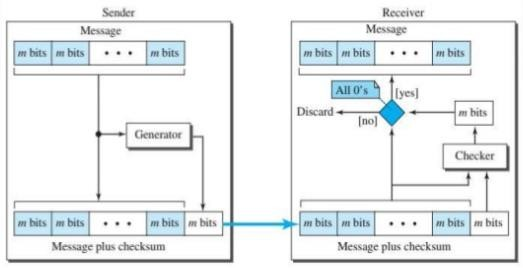 Sender
Message
m bits m bits • • • m bits
Generator
m bits m bits • • • m bits m bits
Message plus checksum
Receiver
Message
m bits m bits • • • m bits
All 0's
[yes]
Discard
[no]
m bits
Checker
m bits m bits • • • m bits m bits
Message plus checksum